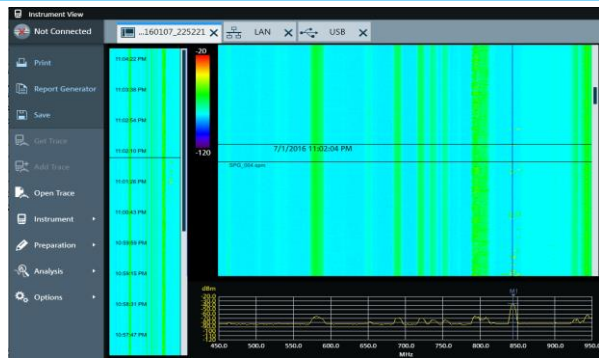 Instrument View
Not Connected
...160107_225221
LAN
USB
Print
Report Generator
Save
Get Trace
Add Trace
Open Trace
Instrument
Preparation
Analysis
Options
11:04:22 PM
11:03:38 PM
11:02:54 PM
11:02:10 PM
11:01:26 PM
11:00:43 PM
10:59:59 PM
10:59:15 PM
10:58:31 PM
10:57:47 PM
-20
-120
7/1/2016 11:02:04 PM
dBm
-20.0
M1
450.0 500.0 550.0 600.0 650.0 700.0 750.0 800.0 850.0 900.0 950.0
MHz